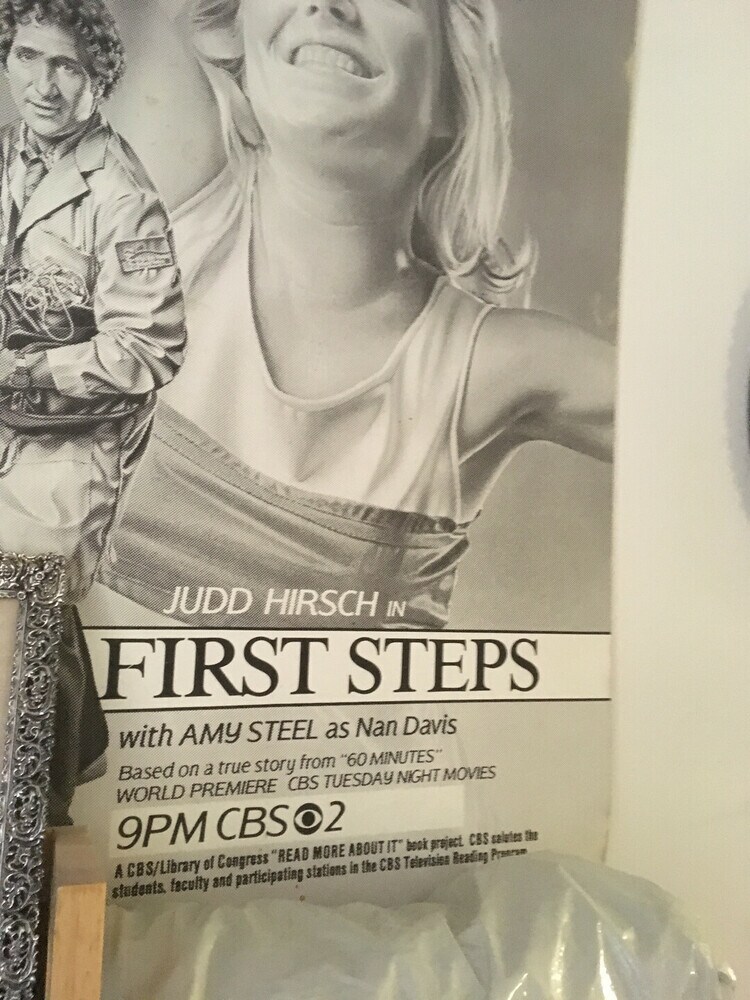 JUDD HIRSCH IN
FIRST STEPS
with AMY STEEL as Nan Davis
Based on a true story from "60 MINUTES"
WORLD PREMIERE CBS TUESDAY NIGHT MOVIES
9PM CBS 2
A CBS/Library of Congress "READ MORE ABOUT IT" book project. CBS salutes the
students, faculty and participating stations in the CBS Television Reading Program.